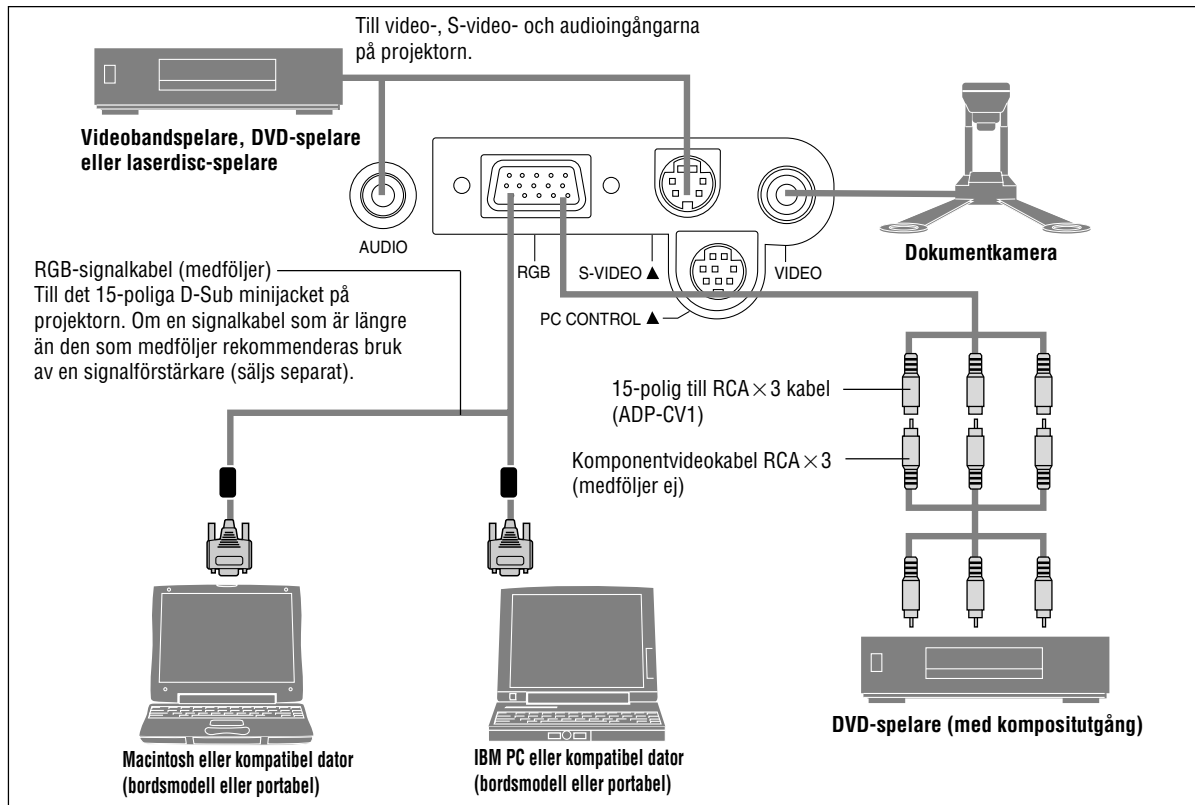 Till video-, S-video- och audioingångarna
på projektorn.
Videobandspelare, DVD-spelare
eller laserdisc-spelare
AUDIO
RGB
S-VIDEO ▲
VIDEO
PC CONTROL ▲
Dokumentkamera
RGB-signalkabel (medföljer)
Till det 15-poliga D-Sub minijacket på
projektorn. Om en signalkabel som är längre
än den som medföljer rekommenderas bruk
av en signalförstärkare (säljs separat).
15-polig till RCA×3 kabel
(ADP-CV1)
Komponentvideokabel RCA×3
(medföljer ej)
Macintosh eller kompatibel dator
(bordsmodell eller portabel)
IBM PC eller kompatibel dator
(bordsmodell eller portabel)
DVD-spelare (med kompositutgång)